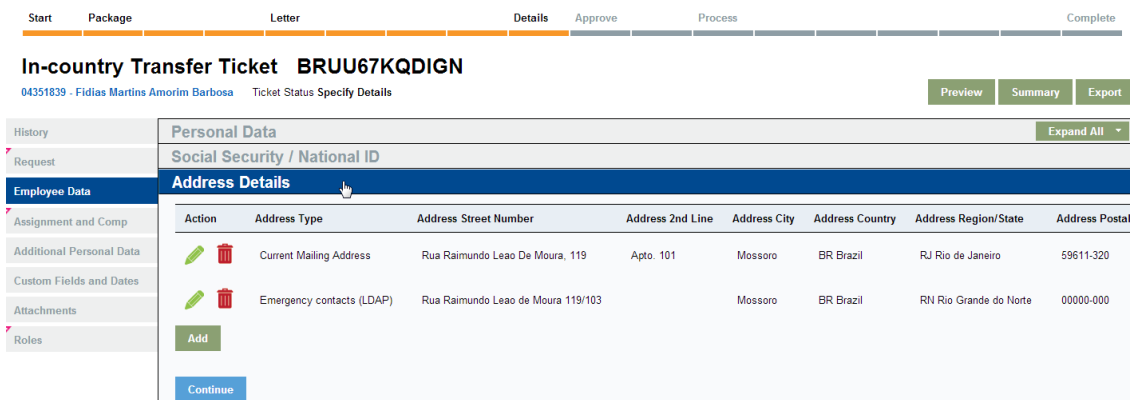 Start Package Letter Details Approve Process Complete
In-country Transfer Ticket BRUU67KQDIGN
04351839 - Fidias Martins Amorim Barbosa Ticket Status Specify Details
Preview Summary Export
History
Request
Employee Data
Assignment and Comp
Additional Personal Data
Custom Fields and Dates
Attachments
Roles
Personal Data Expand All
Social Security / National ID
Address Details
Action Address Type Address Street Number Address 2nd Line Address City Address Country Address Region/State Address Postal
Current Mailing Address Rua Raimundo Leao De Moura, 119 Apto. 101 Mossoro BR Brazil RJ Rio de Janeiro 59611-320
Emergency contacts (LDAP) Rua Raimundo Leao de Moura 119/103 Mossoro BR Brazil RN Rio Grande do Norte 00000-000
Add
Continue